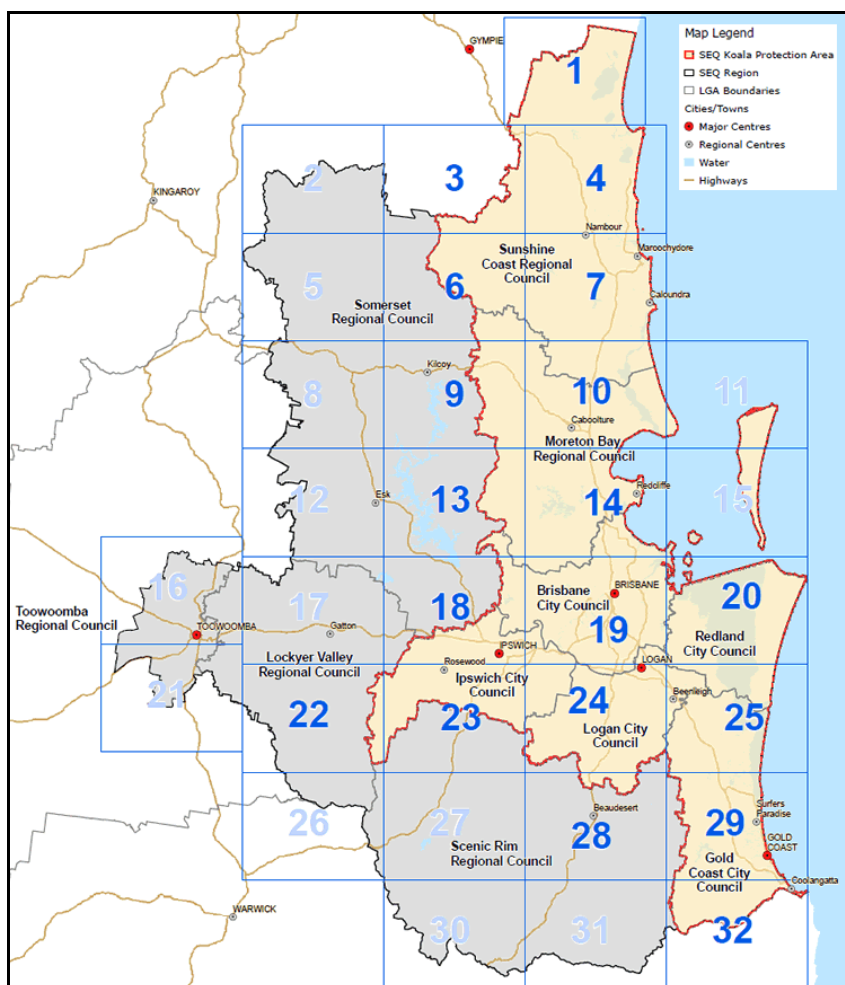 Map Legend
SEQ Koala Protection Area
SEQ Region
LGA Boundaries
Cities/Towns
Major Centres
Regional Centres
Water
Highways
GYMPIE
1
2
3
4
KINGAROY
Nambour
Maroochydore
Sunshine
Coast Regional
Council
5
6
7
Caloundra
Somerset
Regional Council
Kilcoy
8
9
10
11
Caboolture
Moreton Bay
Regional Council
12
Esk
13
14
Redcliffe
15
16
17
18
Brisbane
City Council
BRISBANE
19
20
Toowoomba
Regional Council
TOOWOOMBA
Gatton
Redland
City Council
Lockyer Valley
Regional Council
Rosewood
IPSWICH
Ipswich City
Council
LOGAN
Beenleigh
21
22
23
24
25
Logan City
Council
26
27
28
29
Beaudesert
Surfers
Paradise
GOLD
COAST
Scenic Rim
Regional Council
Gold
Coast City
Council
Coolangatta
WARWICK
30
31
32